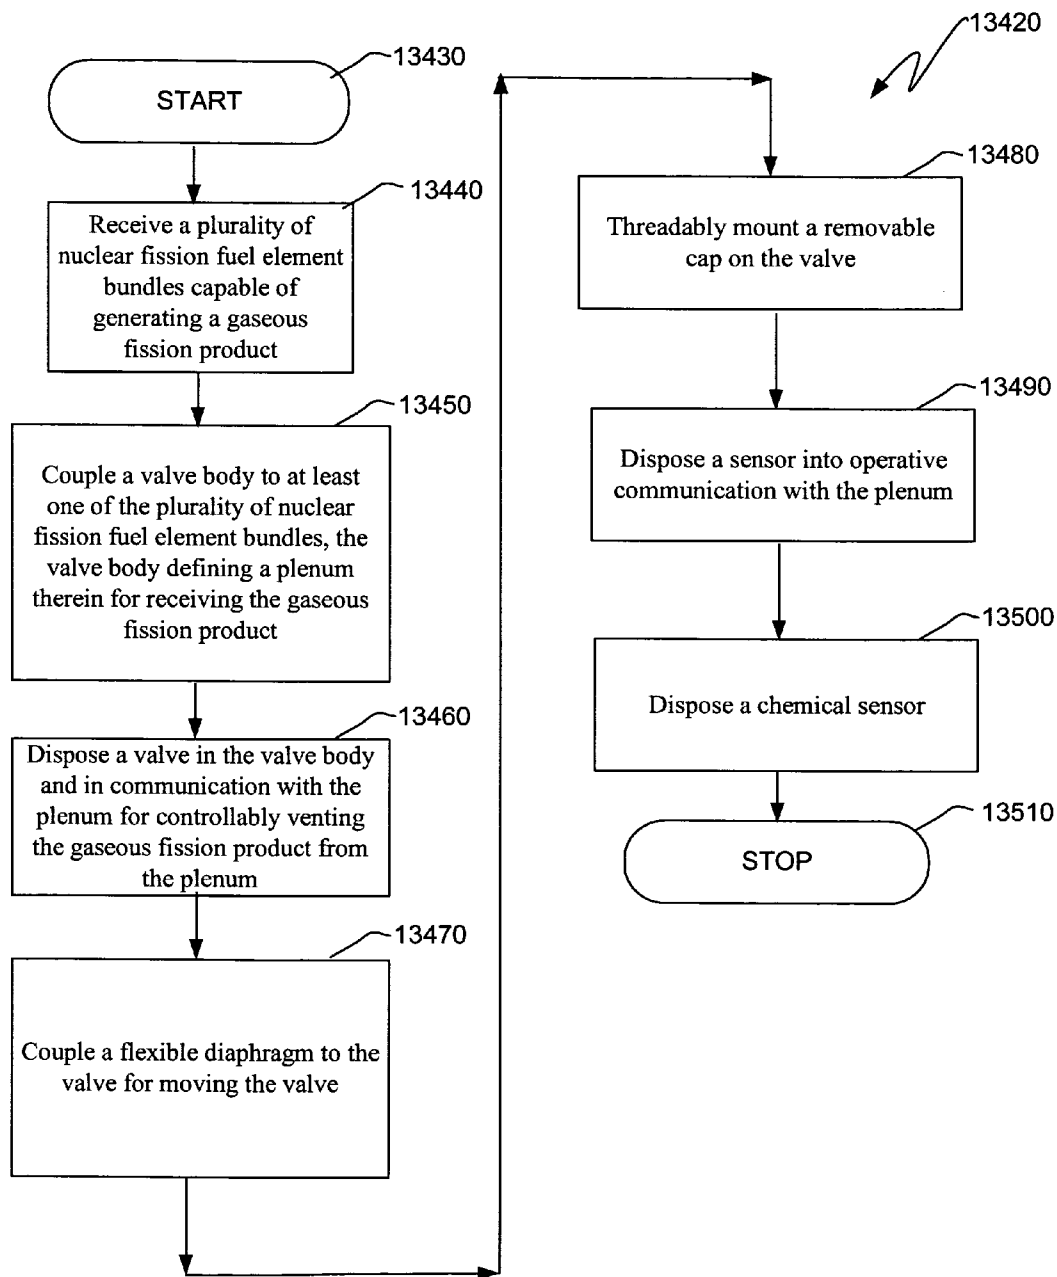 13430
START
13440
Receive a plurality of
nuclear fission fuel element
bundles capable of
generating a gaseous
fission product
13450
Couple a valve body to at least
one of the plurality of nuclear
fission fuel element bundles, the
valve body defining a plenum
therein for receiving the gaseous
fission product
13460
Dispose a valve in the valve body
and in communication with the
plenum for controllably venting
the gaseous fission product from
the plenum
13470
Couple a flexible diaphragm to the
valve for moving the valve
13420
13480
Threadably mount a removable
cap on the valve
13490
Dispose a sensor into operative
communication with the plenum
13500
Dispose a chemical sensor
13510
STOP